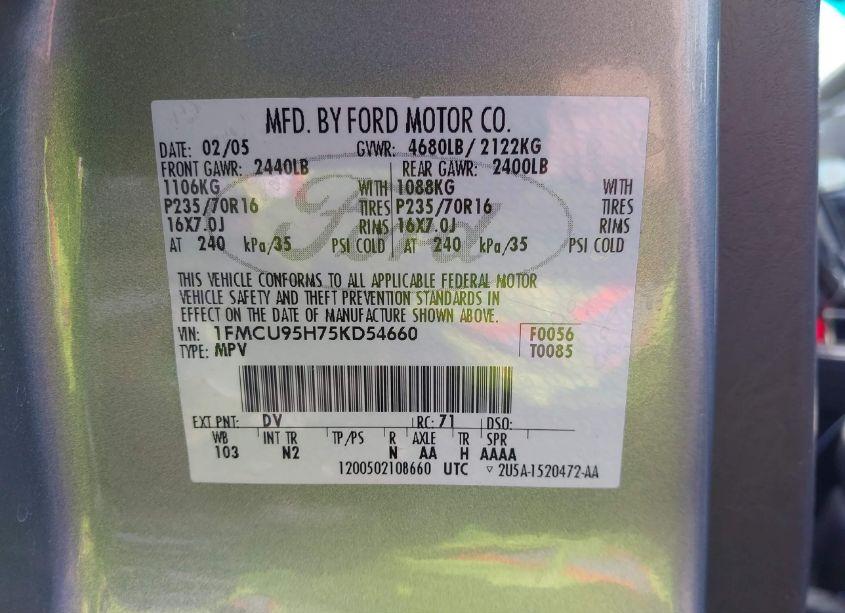 MFD. BY FORD MOTOR CO.
DATE: 02/05 GVWR: 4680LB/ 2122KG
FRONT GAWR: 2440LB REAR GAWR: 2400LB
1106KG WITH 1088KG WITH
P235/70R16 TIRES P235/70R16 TIRES
16X7.0J RIMS 16X7.0J RIMS
AT 240 kPa/35 PSI COLD AT 240 kPa/35 PSI COLD
Ford
THIS VEHICLE CONFORMS TO ALL APPLICABLE FEDERAL MOTOR
VEHICLE SAFETY AND THEFT PREVENTION STANDARDS IN
EFFECT ON THE DATE OF MANUFACTURE SHOWN ABOVE.
VIN: 1FMCU95H75KD54660 F0056
TYPE: MPV T0085
EXT PNT: DV RC: 71 DSO:
WB INT TR TP/PS R AXLE TR SPR
103 N2 N AA H AAAA
1200502108660 UTC ▽ 2U5A-1520472-AA